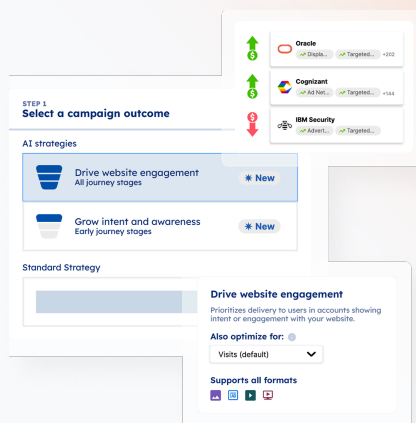 Oracle
Displa...
Targeted...
+202
Cognizant
Ad Net...
Targeted...
+144
IBM Security
Advert...
Targeted...
STEP 1
Select a campaign outcome
AI strategies
Drive website engagement
All journey stages
New
Grow intent and awareness
Early journey stages
New
Standard Strategy
Drive website engagement
Prioritizes delivery to users in accounts showing
intent or engagement with your website.
Also optimize for:
Visits (default)
Supports all formats